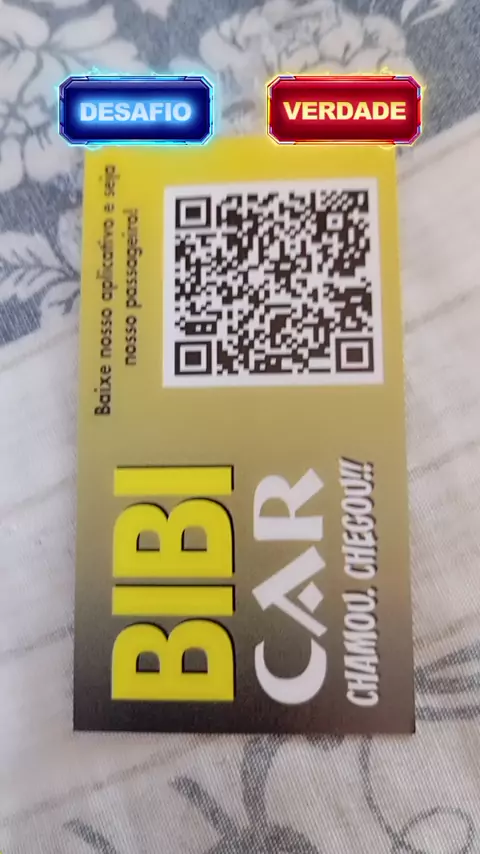 DESAFIO
VERDADE
Baixe nosso aplicativo e seja
nosso passageiro!
BIBI
CAR
CHAMOU, CHEGOU!!